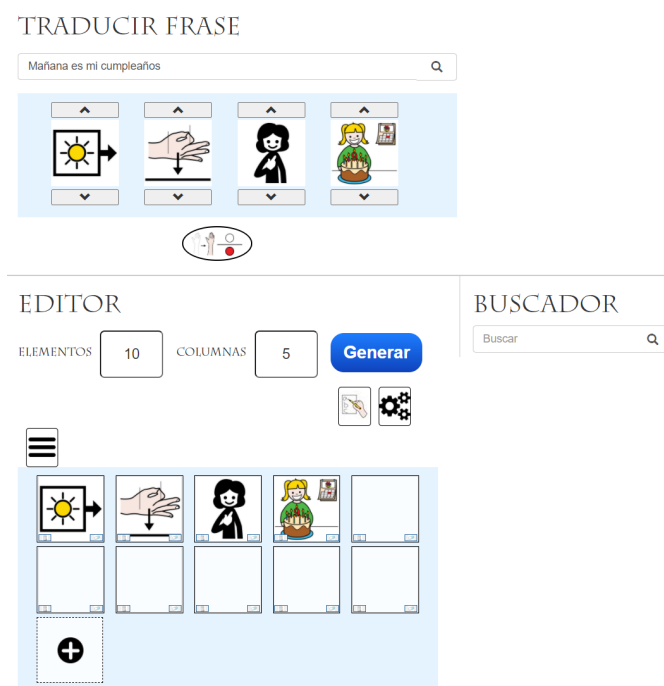 TRADUCIR FRASE
Mañana es mi cumpleaños
EDITOR
BUSCADOR
ELEMENTOS 10 COLUMNAS 5 Generar
Buscar